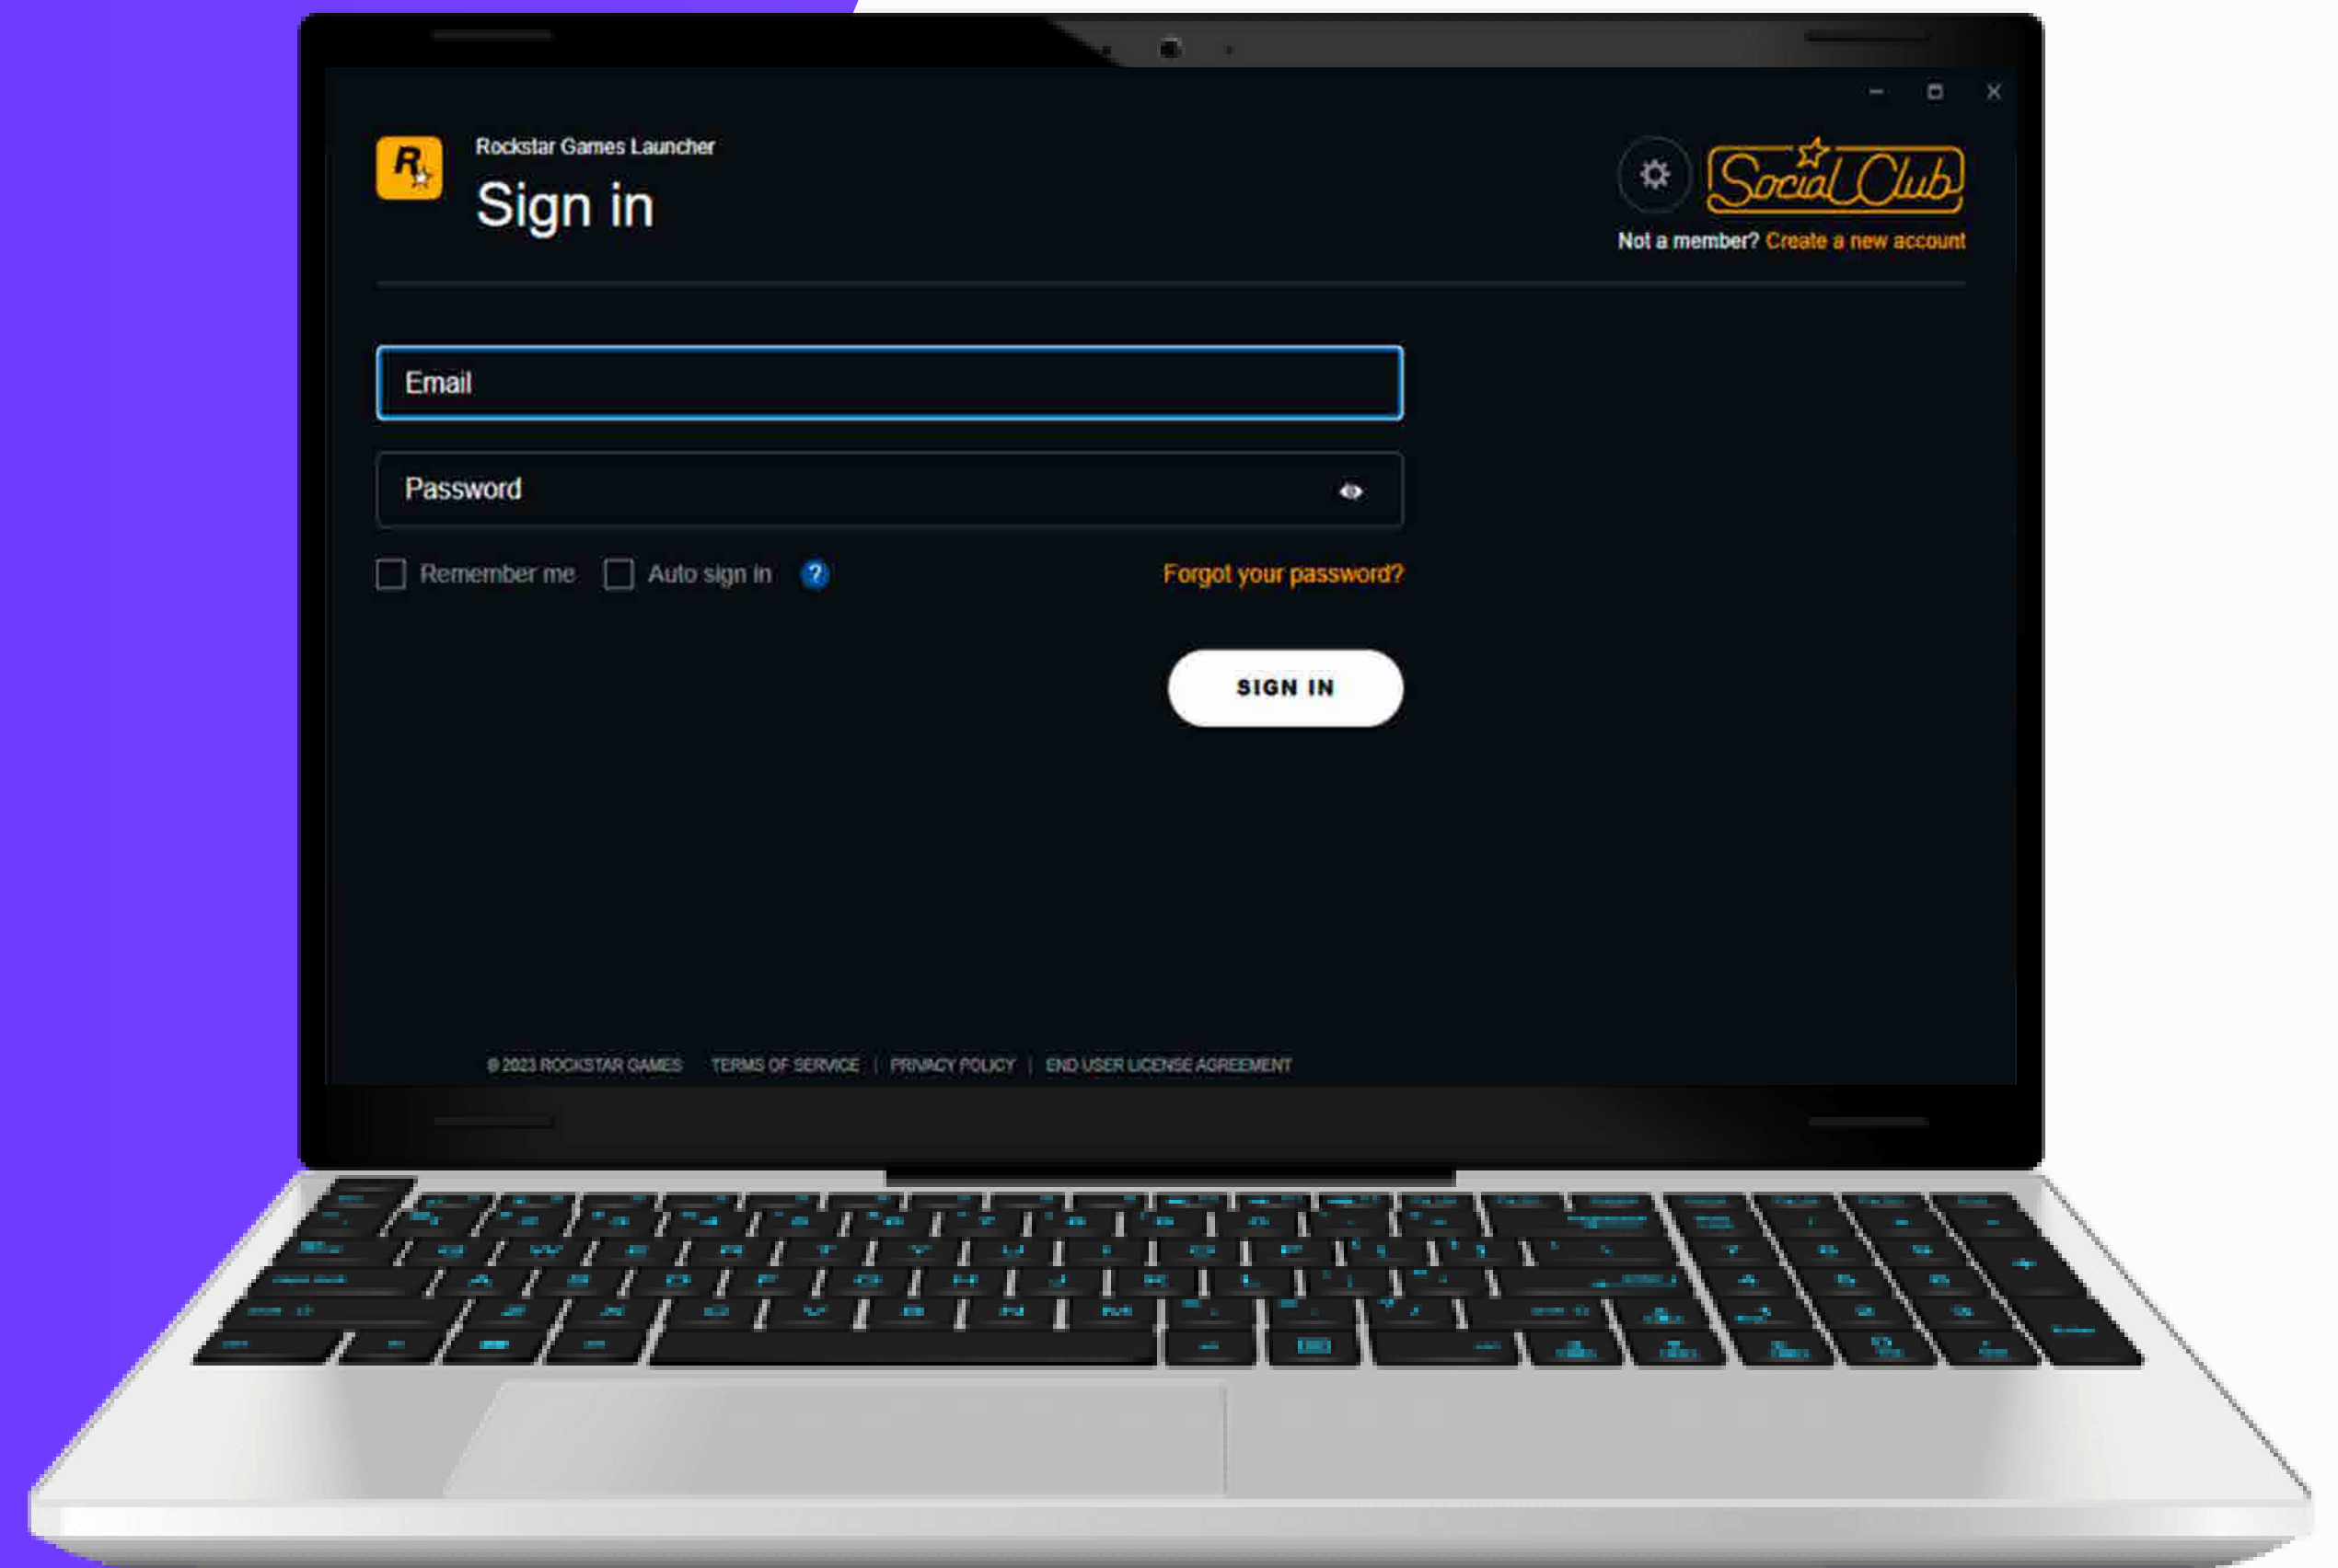 Rockstar Games Launcher
Sign in
R
Social Club
Not a member? Create a new account
Email
Password
Remember me Auto sign in ? Forgot your password?
SIGN IN
© 2023 ROCKSTAR GAMES TERMS OF SERVICE | PRIVACY POLICY | END USER LICENSE AGREEMENT